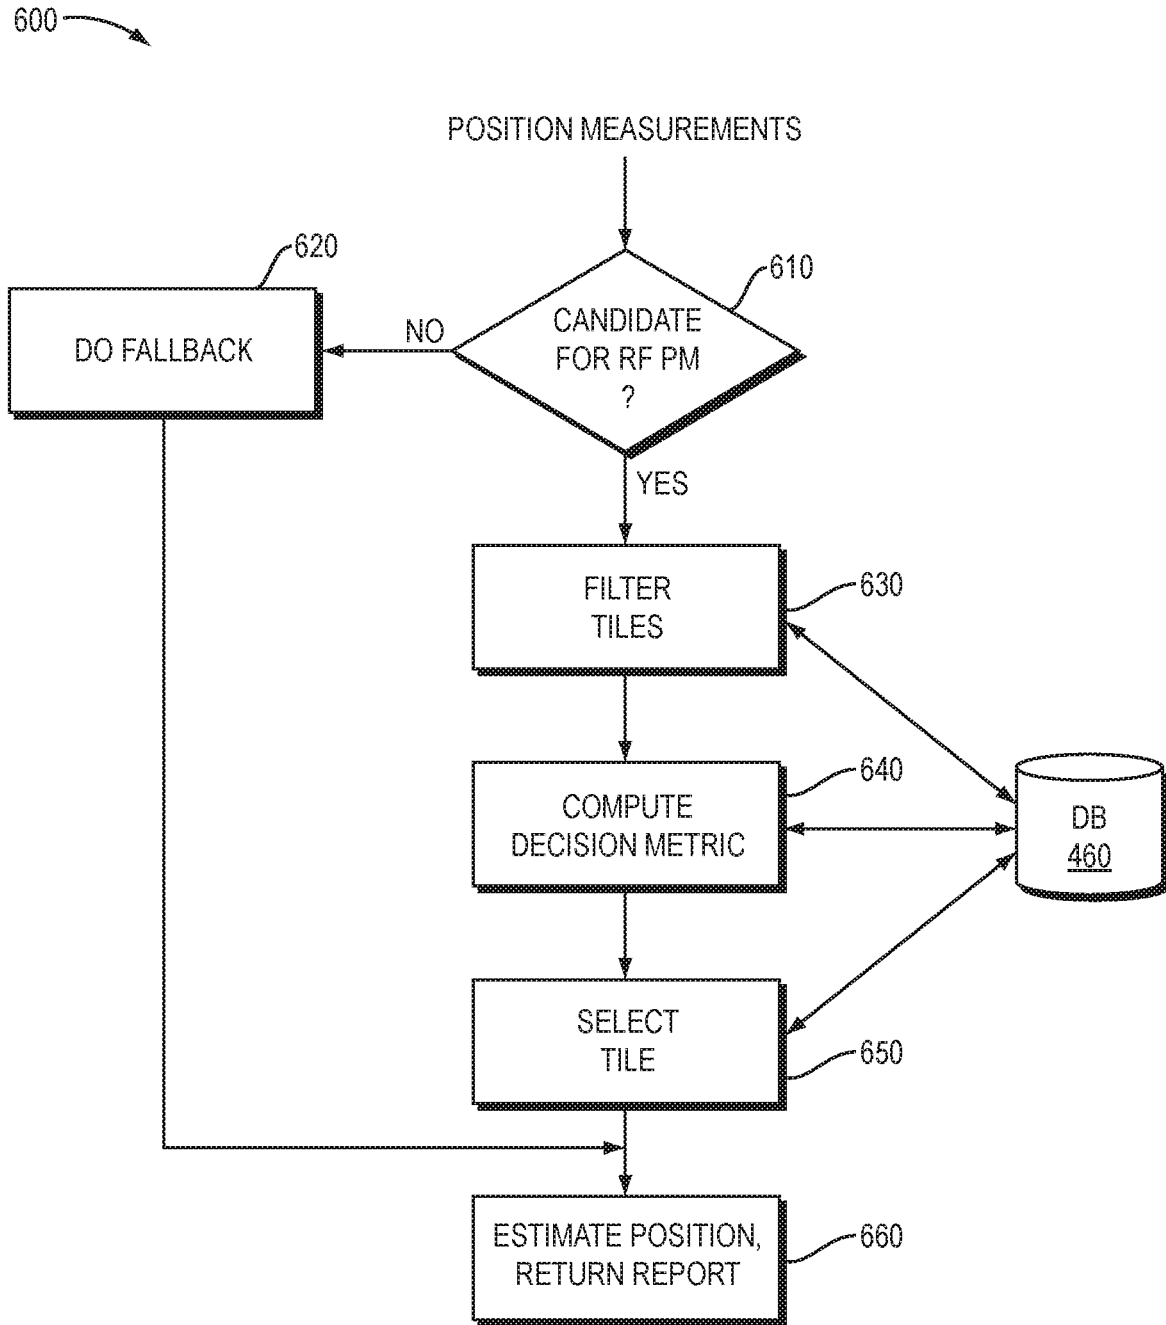 600
POSITION MEASUREMENTS
620
610
DO FALLBACK
NO
CANDIDATE
FOR RF PM
?
YES
FILTER
TILES
630
COMPUTE
DECISION METRIC
640
DB
460
SELECT
TILE
650
ESTIMATE POSITION,
RETURN REPORT
660